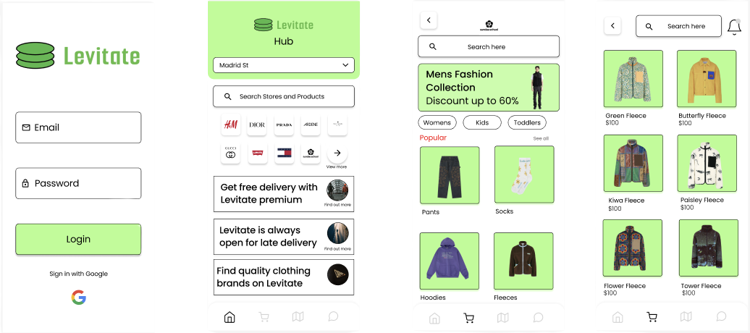 Levitate
Email
Password
Login
Sign in with Google
Levitate
Hub
Madrid St
Search Stores and Products
H&M
DIOR
PRADA
GUCCI
View more
Get free delivery with
Levitate premium
Find out more
Levitate is always
open for late delivery
Find out more
Find quality clothing
brands on Levitate
Search here
Mens Fashion
Collection
Discount up to 60%
Womens
Kids
Toddlers
Popular
See all
Pants
Socks
Hoodies
Fleeces
Search here
Green Fleece
$100
Butterfly Fleece
$100
Kiwa Fleece
$100
Paisley Fleece
$100
Flower Fleece
$100
Tower Fleece
$100